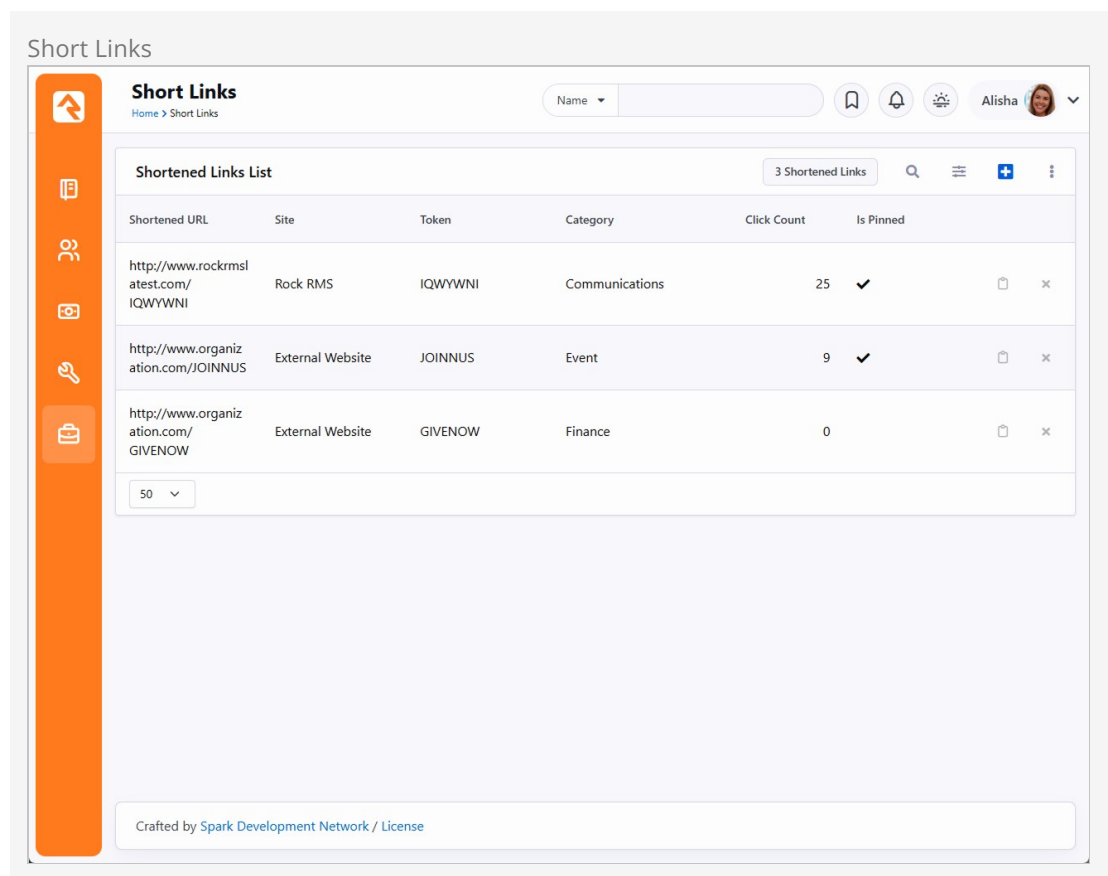 Short Links
Short Links
Home > Short Links
Name
Alisha
Shortened Links List
3 Shortened Links
Shortened URL Site Token Category Click Count Is Pinned
http://www.rockrmsl
atest.com/
IQWYWNI
Rock RMS IQWYWNI Communications 25
http://www.organiz
ation.com/JOINNUS
External Website JOINNUS Event 9
http://www.organiz
ation.com/
GIVENOW
External Website GIVENOW Finance 0
50
Crafted by Spark Development Network / License